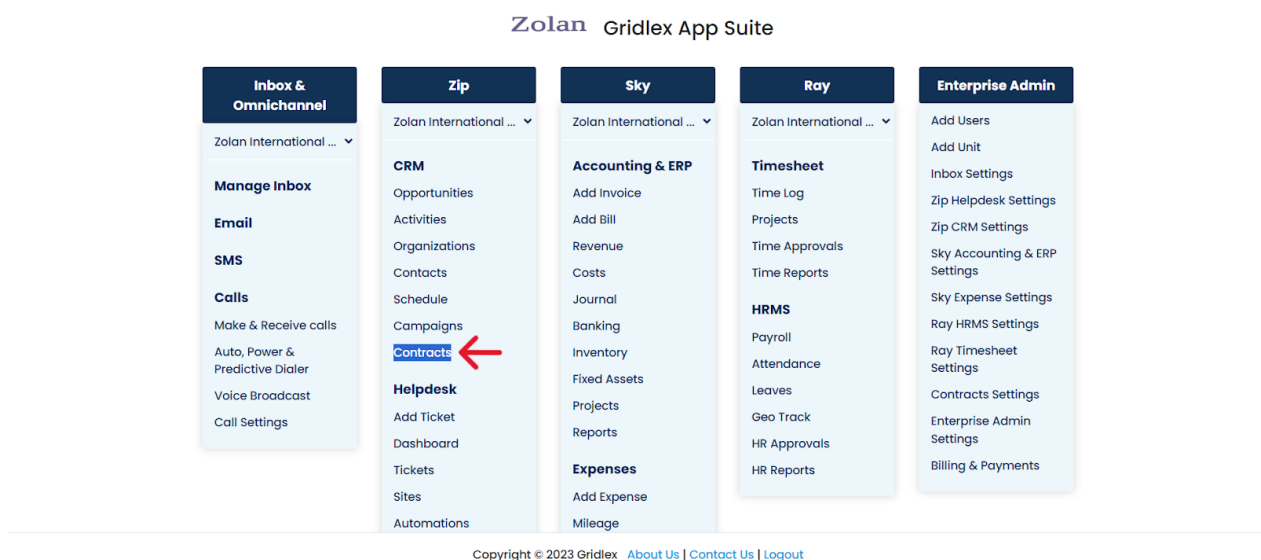 Zolan Gridlex App Suite
Inbox &
Omnichannel
Zolan International ...
Manage Inbox
Email
SMS
Calls
Make & Receive calls
Auto, Power &
Predictive Dialer
Voice Broadcast
Call Settings
Zip
Zolan International ...
CRM
Opportunities
Activities
Organizations
Contacts
Schedule
Campaigns
Contracts
Helpdesk
Add Ticket
Dashboard
Tickets
Sites
Automations
Sky
Zolan International ...
Accounting & ERP
Add Invoice
Add Bill
Revenue
Costs
Journal
Banking
Inventory
Fixed Assets
Projects
Reports
Expenses
Add Expense
Mileage
Ray
Zolan International ...
Timesheet
Time Log
Projects
Time Approvals
Time Reports
HRMS
Payroll
Attendance
Leaves
Geo Track
HR Approvals
HR Reports
Enterprise Admin
Add Users
Add Unit
Inbox Settings
Zip Helpdesk Settings
Zip CRM Settings
Sky Accounting & ERP
Settings
Sky Expense Settings
Ray HRMS Settings
Ray Timesheet
Settings
Contracts Settings
Enterprise Admin
Settings
Billing & Payments
Copyright © 2023 Gridlex About Us | Contact Us | Logout